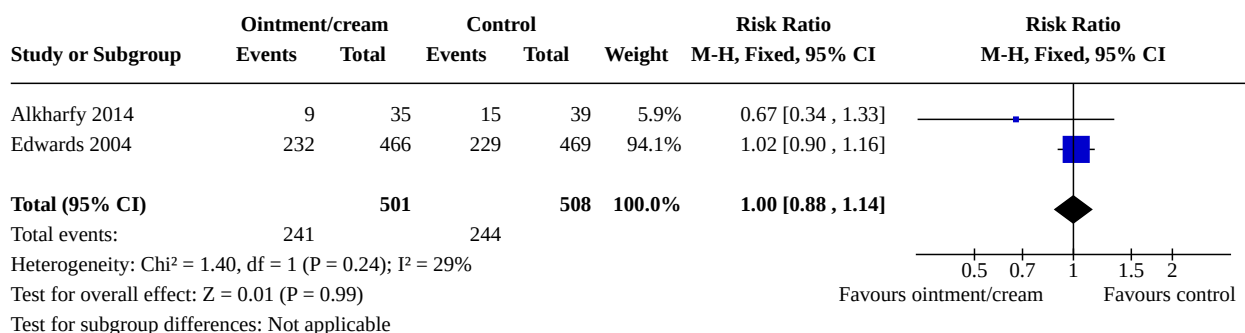 Ointment/cream Control Risk Ratio Risk Ratio
Study or Subgroup Events Total Events Total Weight M-H, Fixed, 95% CI M-H, Fixed, 95% CI
Alkharfy 2014 9 35 15 39 5.9% 0.67 [0.34 , 1.33]
Edwards 2004 232 466 229 469 94.1% 1.02 [0.90 , 1.16]
Total (95% CI) 501 508 100.0% 1.00 [0.88 , 1.14]
Total events: 241 244
Heterogeneity: Chi² = 1.40, df = 1 (P = 0.24); I² = 29%
0.5 0.7 1 1.5 2
Test for overall effect: Z = 0.01 (P = 0.99) Favours ointment/cream Favours control
Test for subgroup differences: Not applicable